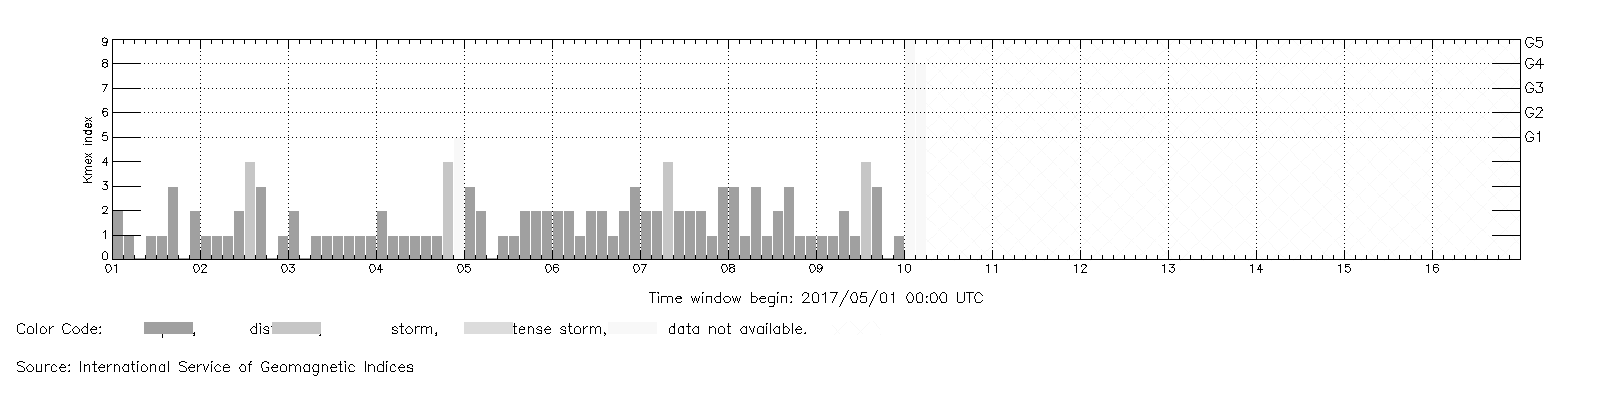 9 G5
8 G4
7 G3
6 G2
5 G1
4
3
2
1
0
Kmex index
01 02 03 04 05 06 07 08 09 10 11 12 13 14 15 16
Time window begin: 2017/05/01 00:00 UTC
Color Code: , dis , storm, tense storm, data not available.
Source: International Service of Geomagnetic Indices